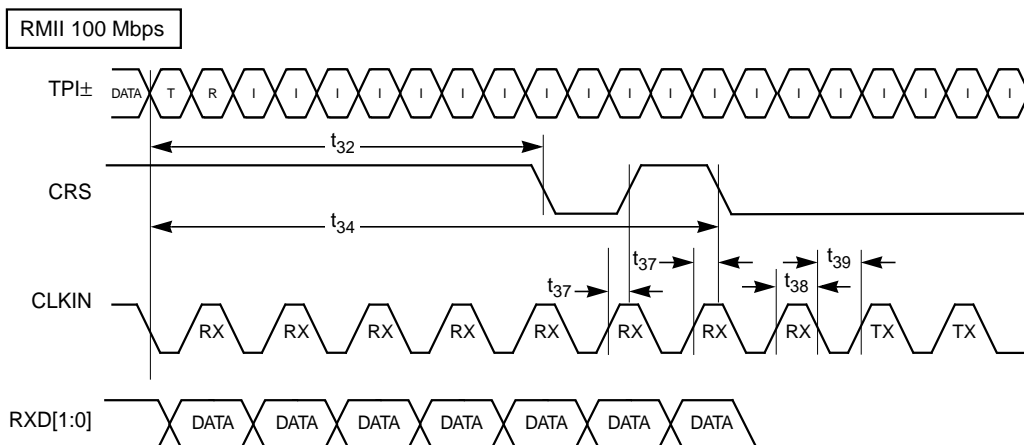 RMII 100 Mbps
TPI± DATA T R I I I I I I I I I I I I I I I I I I I
t32
CRS
t34
t37 t39
t37 t38
CLKIN RX RX RX RX RX RX RX RX TX TX
RXD[1:0] DATA DATA DATA DATA DATA DATA DATA